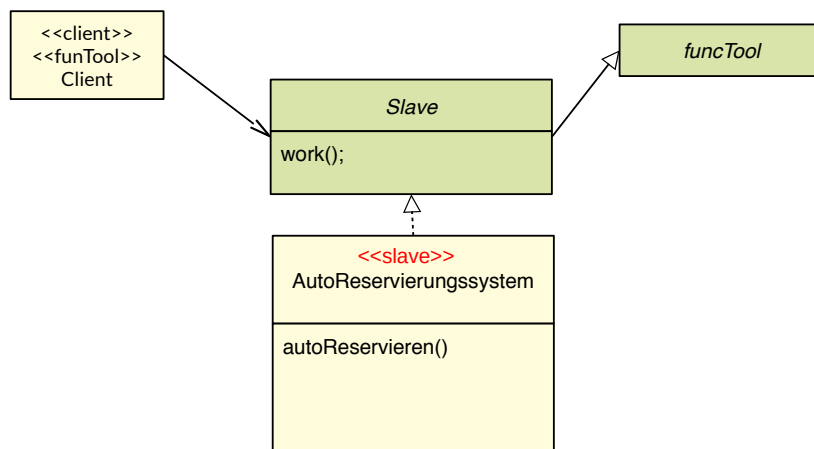 <<client>>
<<funTool>>
Client
funcTool
Slave
work();
<<slave>>
AutoReservierungssystem
autoReservieren()